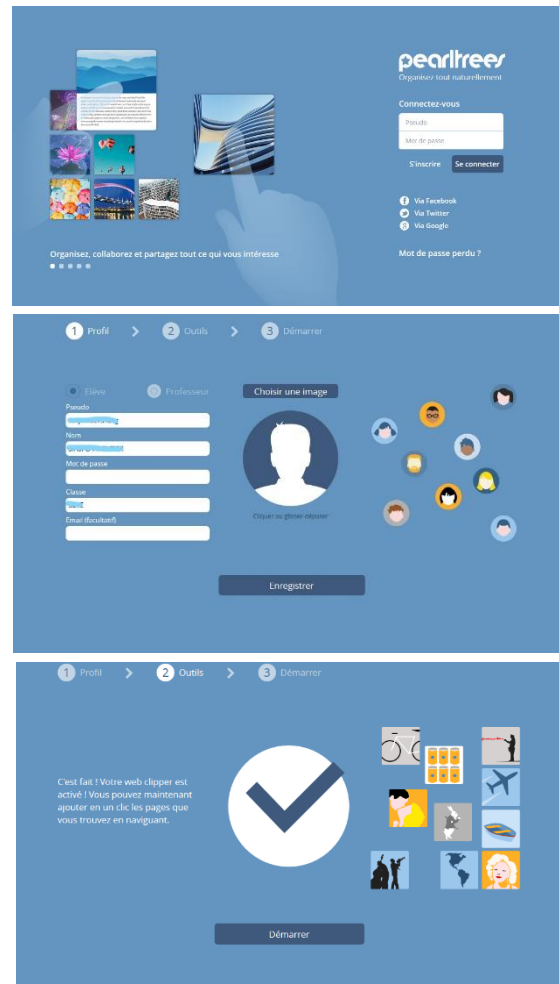 pearltrees
Organisez tout naturellement
Connectez-vous
Pseudo
Mot de passe
S'inscrire Se connecter
Via Facebook
Via Twitter
Via Google
Organisez, collaborez et partagez tout ce qui vous intéresse
Mot de passe perdu ?
1 Profil > 2 Outils > 3 Démarrer
Elève Professeur Choisir une image
Pseudo
Nom
Mot de passe
Classe
Email (facultatif)
Cliquer ou glisser-déposer
Enregistrer
1 Profil > 2 Outils > 3 Démarrer
C'est fait ! Votre web clipper est
activé ! Vous pouvez maintenant
ajouter en un clic les pages que
vous trouvez en naviguant.
Démarrer